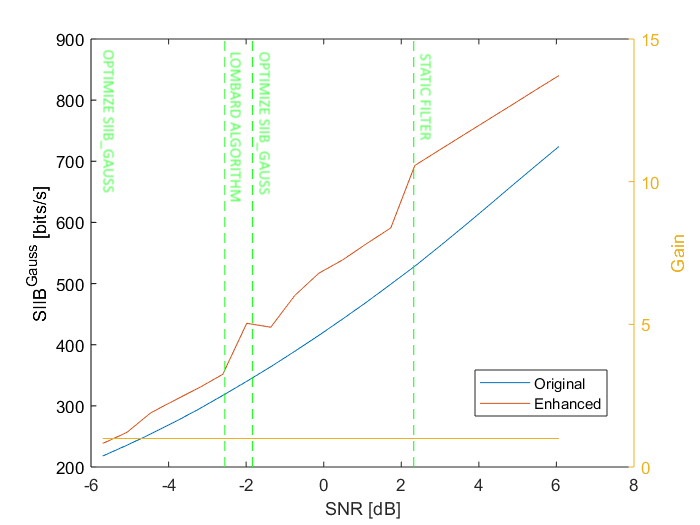 900
800
700
600
500
400
300
200
SIIB^Gauss [bits/s]
-6
-4
-2
0
2
4
6
8
SNR [dB]
15
10
5
0
Gain
OPTIMIZE SIIB_GAUSS
LOMBARD ALGORITHM
OPTIMIZE SIIB_GAUSS
STATIC FILTER
Original
Enhanced